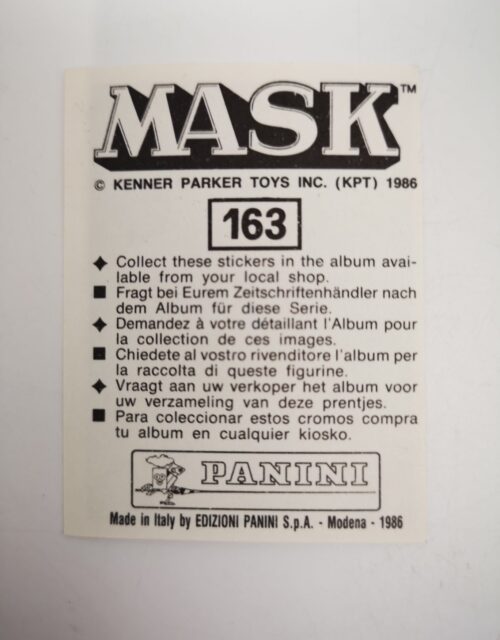 MASK™
© KENNER PARKER TOYS INC. (KPT) 1986
163
◆ Collect these stickers in the album avai-
lable from your local shop.
■ Fragt bei Eurem Zeitschriftenhändler nach
dem Album für diese Serie.
◆ Demandez à votre détaillant l'Album pour
la collection de ces images.
■ Chiedete al vostro rivenditore l'album per
la raccolta di queste figurine.
◆ Vraagt aan uw verkoper het album voor
uw verzameling van deze prentjes.
■ Para coleccionar estos cromos compra
tu album en cualquier kiosko.
PANINI
Made in Italy by EDIZIONI PANINI S.p.A. - Modena - 1986